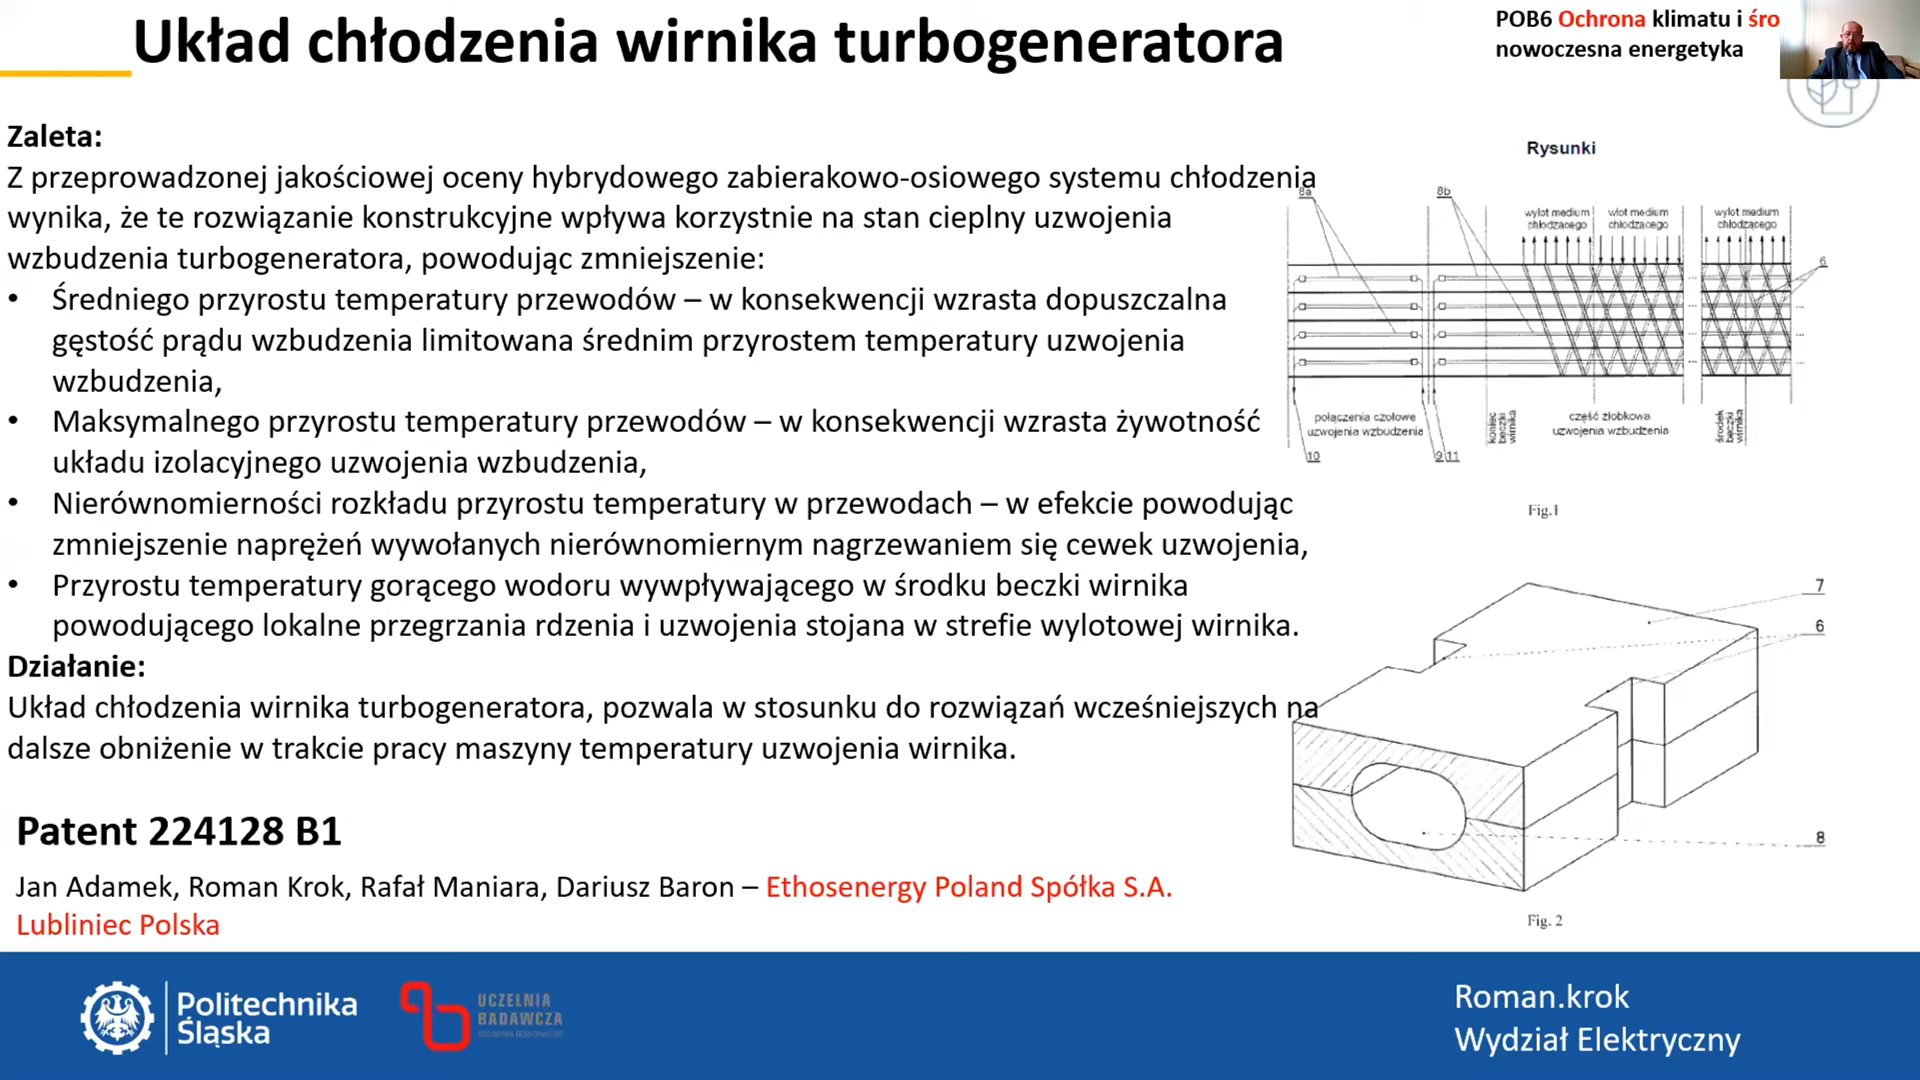 Układ chłodzenia wirnika turbogeneratora
POB6 Ochrona klimatu i śro
nowoczesna energetyka
Zaleta:
Z przeprowadzonej jakościowej oceny hybrydowego zabierakowo-osiowego systemu chłodzenia
wynika, że te rozwiązanie konstrukcyjne wpływa korzystnie na stan cieplny uzwojenia
wzbudzenia turbogeneratora, powodując zmniejszenie:
• Średniego przyrostu temperatury przewodów – w konsekwencji wzrasta dopuszczalna
gęstość prądu wzbudzenia limitowana średnim przyrostem temperatury uzwojenia
wzbudzenia,
• Maksymalnego przyrostu temperatury przewodów – w konsekwencji wzrasta żywotność
układu izolacyjnego uzwojenia wzbudzenia,
• Nierównomierności rozkładu przyrostu temperatury w przewodach – w efekcie powodując
zmniejszenie naprężeń wywołanych nierównomiernym nagrzewaniem się cewek uzwojenia,
• Przyrostu temperatury gorącego wodoru wywpływającego w środku beczki wirnika
powodującego lokalne przegrzania rdzenia i uzwojenia stojana w strefie wylotowej wirnika.
Działanie:
Układ chłodzenia wirnika turbogeneratora, pozwala w stosunku do rozwiązań wcześniejszych na
dalsze obniżenie w trakcie pracy maszyny temperatury uzwojenia wirnika.
Patent 224128 B1
Jan Adamek, Roman Krok, Rafał Maniara, Dariusz Baron – Ethosenergy Poland Spółka S.A.
Lubliniec Polska
Rysunki
8a 8b
wylot medium wlot medium wylot medium
chłodzącego chłodzącego chłodzącego
6
połączenia czołowe
uzwojenia wzbudzenia
koniec
beczki
wirnika
część żłobkowa
uzwojenia wzbudzenia
środek
beczki
wirnika
10 9 11
Fig.1
7
6
8
Fig. 2
Politechnika
Śląska
UCZELNIA
BADAWCZA
Roman.krok
Wydział Elektryczny